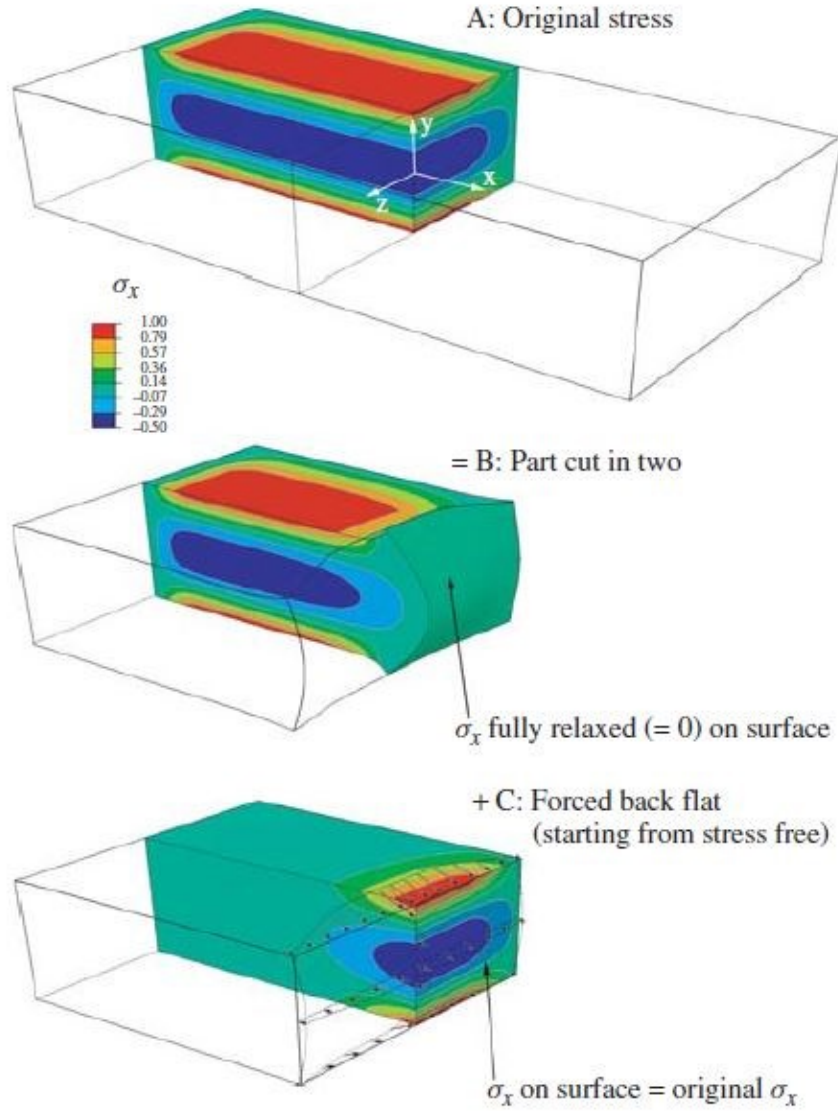 A: Original stress
y
x
z
σₓ
1.00
0.79
0.57
0.36
0.14
−0.07
−0.29
−0.50
= B: Part cut in two
σₓ fully relaxed (= 0) on surface
+ C: Forced back flat
(starting from stress free)
σₓ on surface = original σₓ